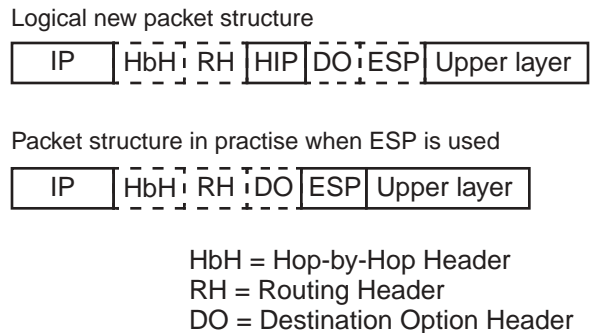 Logical new packet structure
IP HbH RH HIP DO ESP Upper layer
Packet structure in practise when ESP is used
IP HbH RH DO ESP Upper layer
HbH = Hop-by-Hop Header
RH = Routing Header
DO = Destination Option Header